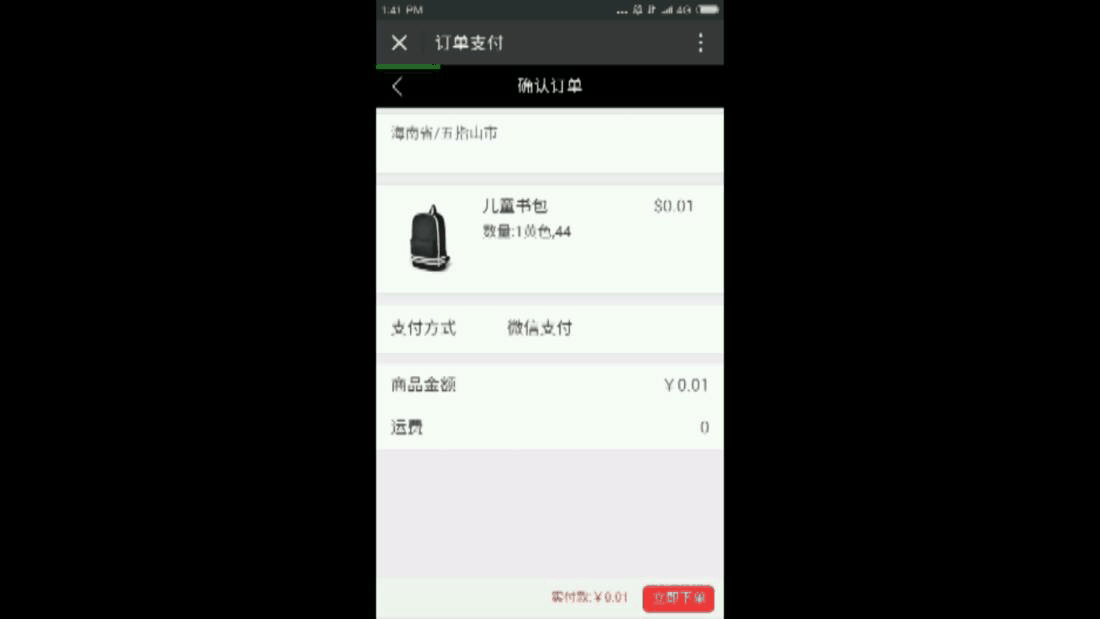 1:41 PM ... 4G
订单支付
确认订单
海南省/五指山市
儿童书包 $0.01
数量:1黄色,44
支付方式 微信支付
商品金额 ￥0.01
运费 0
实付款:￥0.01 立即下单